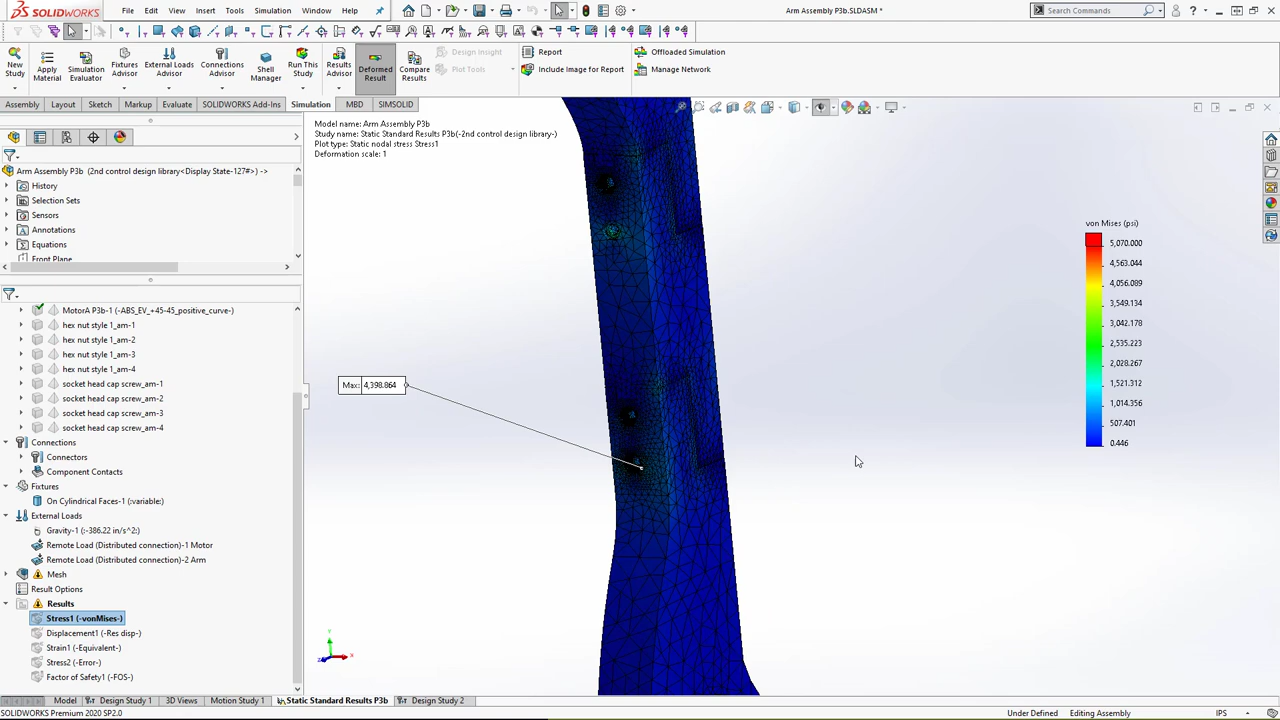 SOLIDWORKS File Edit View Insert Tools Simulation Window Help Arm Assembly P3b.SLDASM * Search Commands
New Study
Apply Material
Simulation Evaluator
Fixtures Advisor
External Loads Advisor
Connections Advisor
Shell Manager
Run This Study
Results Advisor
Deformed Result
Compare Results
Design Insight
Plot Tools
Report
Include Image for Report
Offloaded Simulation
Manage Network
Assembly Layout Sketch Markup Evaluate SOLIDWORKS Add-Ins Simulation MBD SIMSOLID
Arm Assembly P3b (2nd control design library<Display State-127#>) ->
History
Selection Sets
Sensors
Annotations
Equations
Front Plane
MotorA P3b-1 (-ABS_EV_+45-45_positive_curve-)
hex nut style 1_am-1
hex nut style 1_am-2
hex nut style 1_am-3
hex nut style 1_am-4
socket head cap screw_am-1
socket head cap screw_am-2
socket head cap screw_am-3
socket head cap screw_am-4
Connections
Connectors
Component Contacts
Fixtures
On Cylindrical Faces-1 (:variable:)
External Loads
Gravity-1 (:-386.22 in/s^2:)
Remote Load (Distributed connection)-1 Motor
Remote Load (Distributed connection)-2 Arm
Mesh
Result Options
Results
Stress1 (-vonMises-)
Displacement1 (-Res disp-)
Strain1 (-Equivalent-)
Stress2 (-Error-)
Factor of Safety1 (-FOS-)
Model name: Arm Assembly P3b
Study name: Static Standard Results P3b(-2nd control design library-)
Plot type: Static nodal stress Stress1
Deformation scale: 1
Max: 4,398.864
von Mises (psi)
5,070.000
4,563.044
4,056.089
3,549.134
3,042.178
2,535.223
2,028.267
1,521.312
1,014.356
507.401
0.446
Y
X
Z
Model Design Study 1 3D Views Motion Study 1 Static Standard Results P3b Design Study 2
SOLIDWORKS Premium 2020 SP2.0 Under Defined Editing Assembly IPS